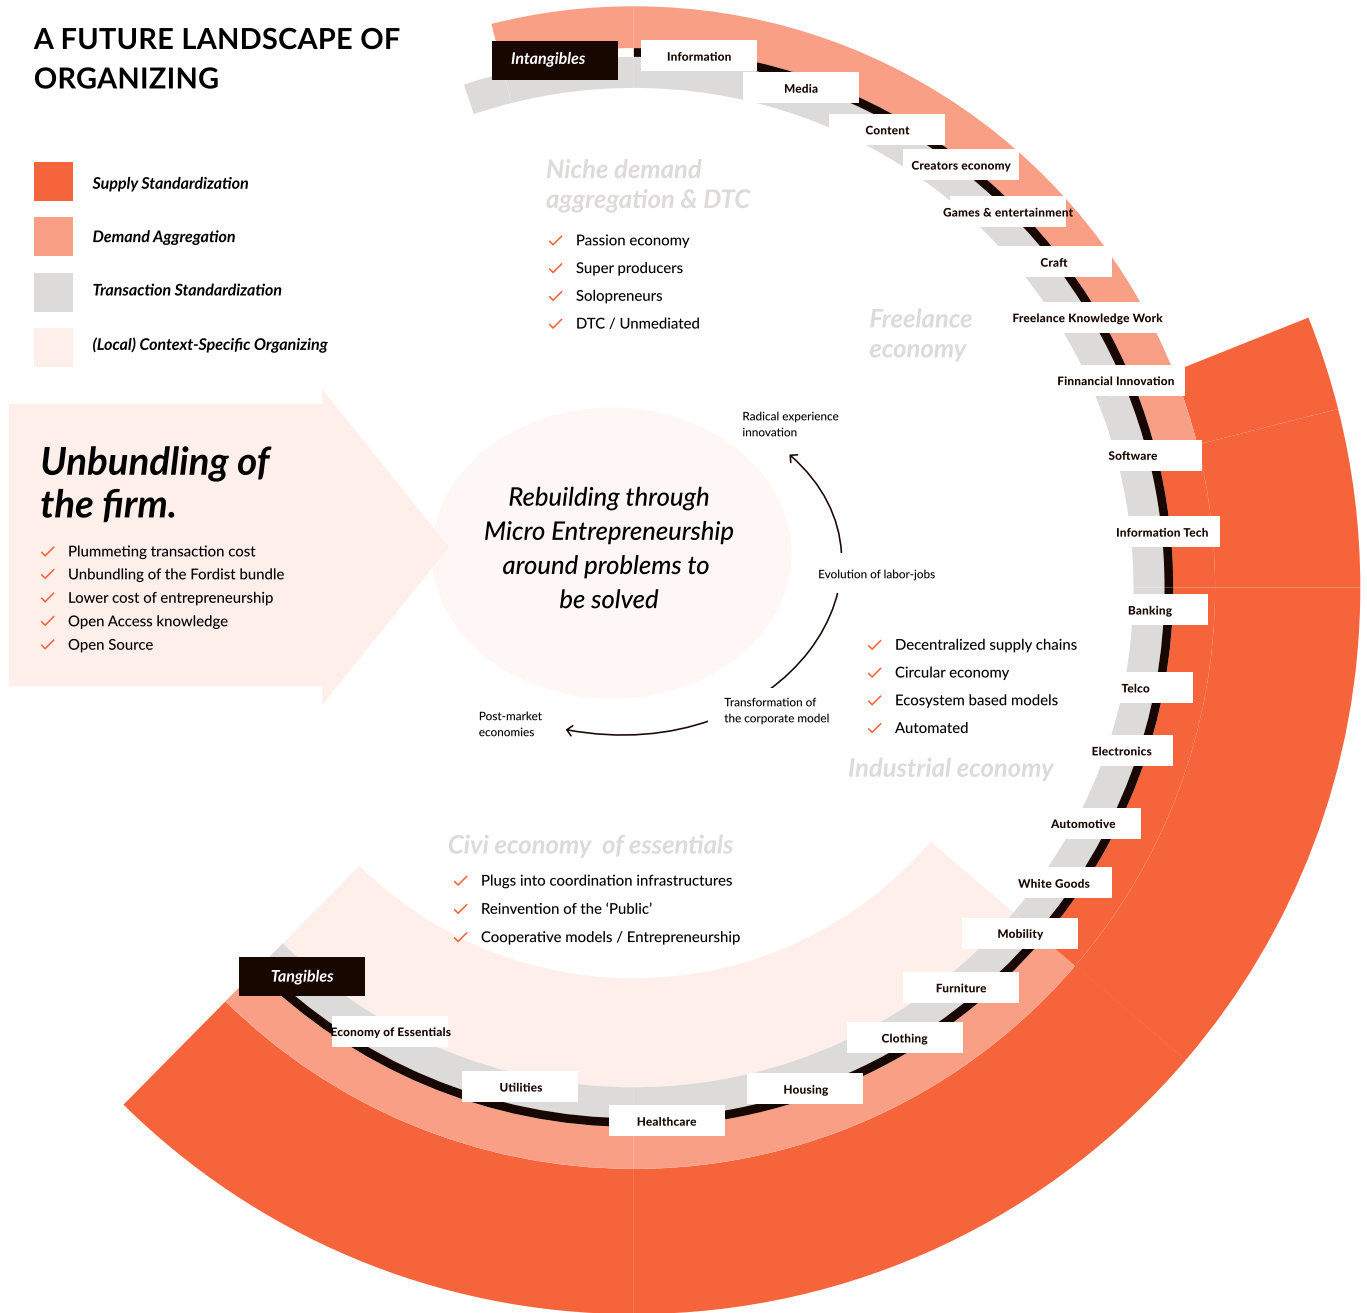 A FUTURE LANDSCAPE OF
ORGANIZING
Supply Standardization
Demand Aggregation
Transaction Standardization
(Local) Context-Specific Organizing
Unbundling of
the firm.
Plummeting transaction cost
Unbundling of the Fordist bundle
Lower cost of entrepreneurship
Open Access knowledge
Open Source
Rebuilding through
Micro Entrepreneurship
around problems to
be solved
Radical experience
innovation
Evolution of labor-jobs
Transformation of
the corporate model
Post-market
economies
Niche demand
aggregation & DTC
Passion economy
Super producers
Solopreneurs
DTC / Unmediated
Freelance
economy
Decentralized supply chains
Circular economy
Ecosystem based models
Automated
Industrial economy
Civi economy  of essentials
Plugs into coordination infrastructures
Reinvention of the ‘Public’
Cooperative models / Entrepreneurship
Intangibles
Information
Media
Content
Creators economy
Games & entertainment
Craft
Freelance Knowledge Work
Finnancial Innovation
Software
Information Tech
Banking
Telco
Electronics
Automotive
White Goods
Mobility
Furniture
Clothing
Housing
Healthcare
Utilities
Economy of Essentials
Tangibles